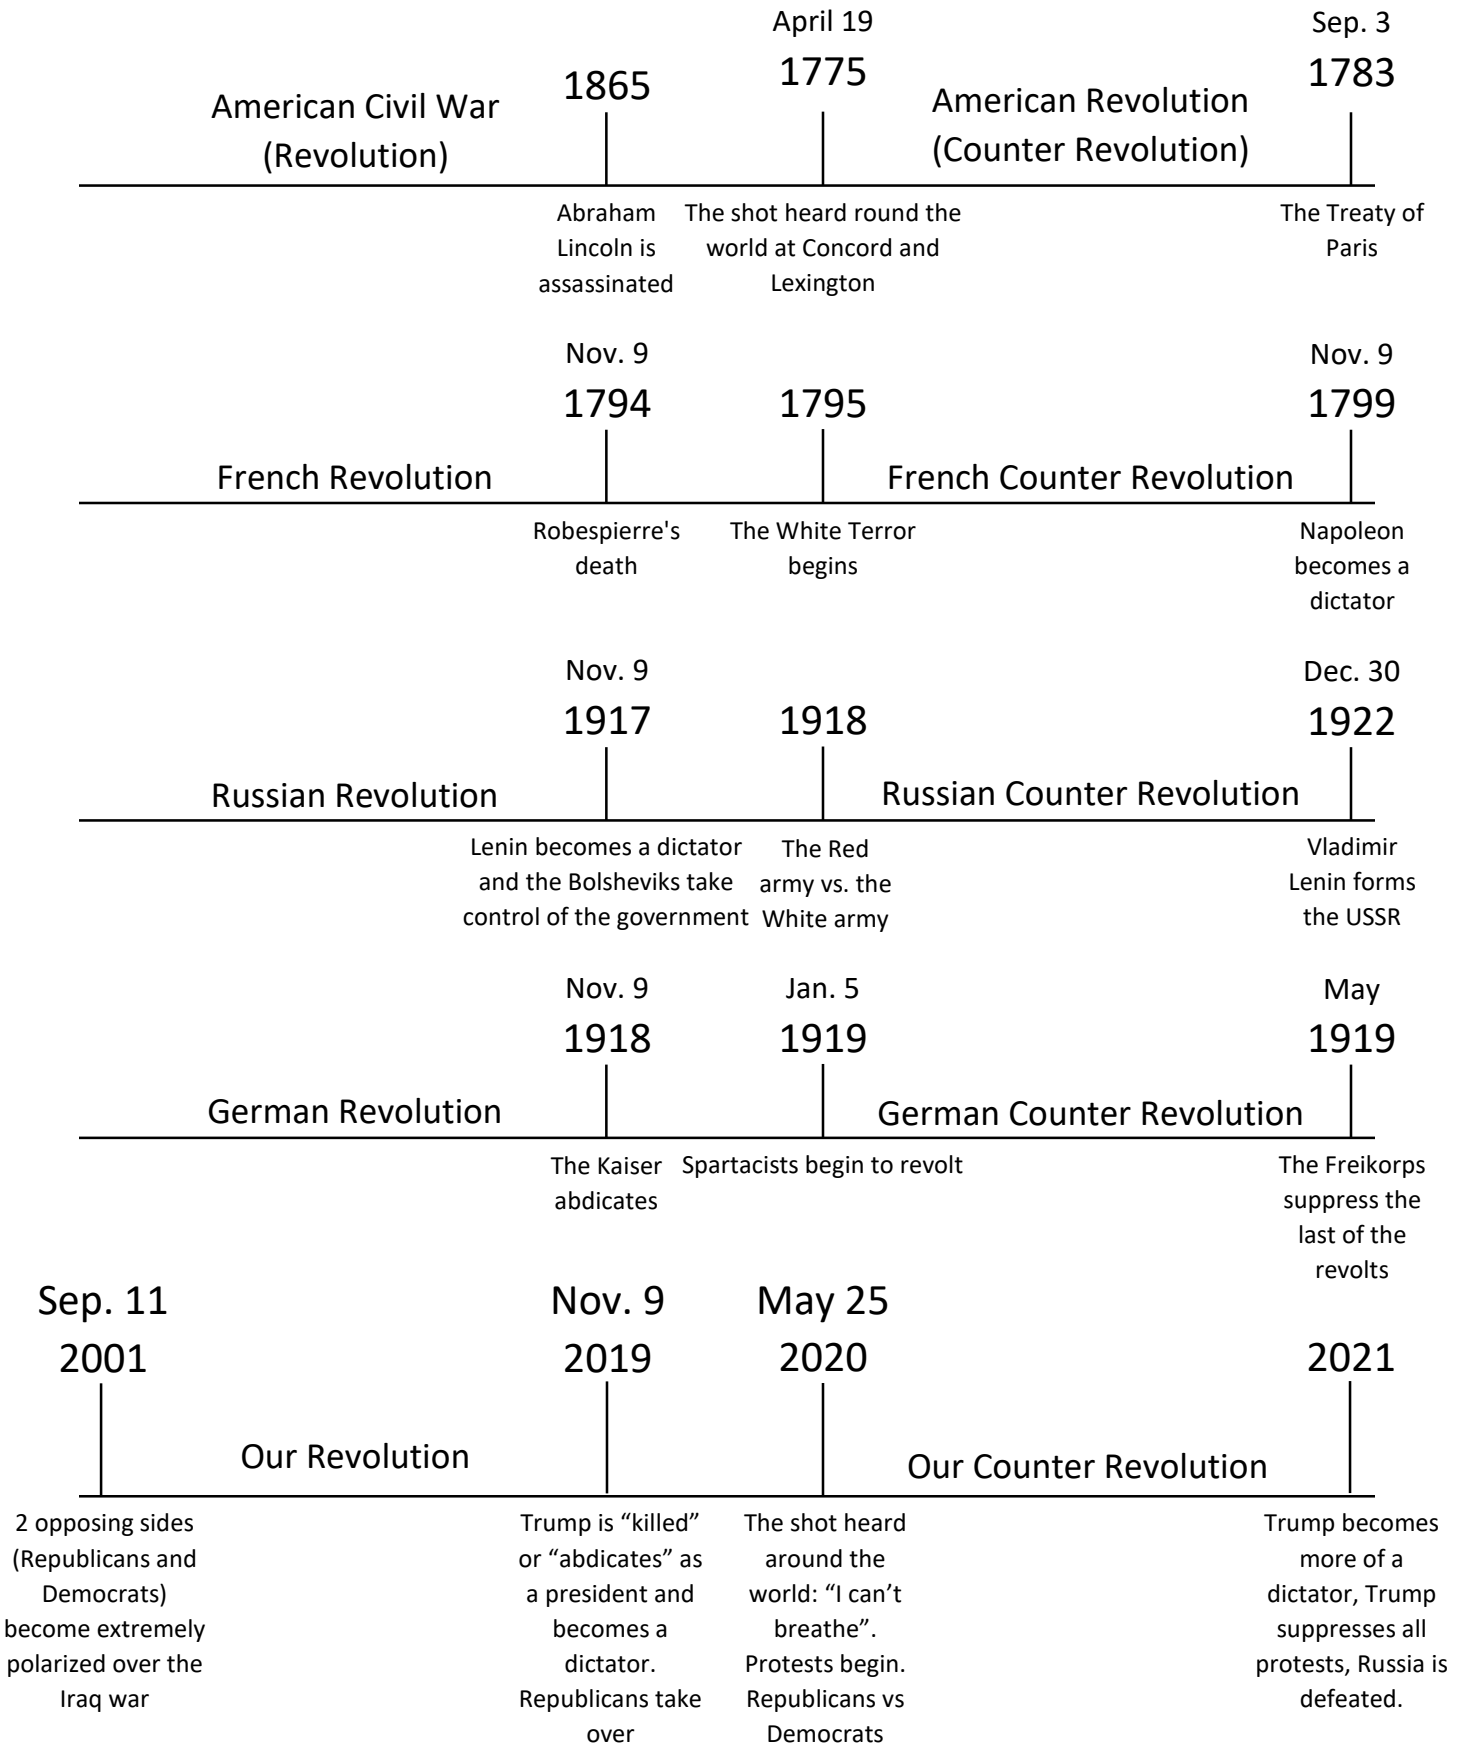 April 19
Sep. 3
1865
1775
1783
American Civil War
(Revolution)
American Revolution
(Counter Revolution)
Abraham
Lincoln is
assassinated
The shot heard round the
world at Concord and
Lexington
The Treaty of
Paris
Nov. 9
Nov. 9
1794
1795
1799
French Revolution
French Counter Revolution
Robespierre's
death
The White Terror
begins
Napoleon
becomes a
dictator
Nov. 9
Dec. 30
1917
1918
1922
Russian Revolution
Russian Counter Revolution
Lenin becomes a dictator
and the Bolsheviks take
control of the government
The Red
army vs. the
White army
Vladimir
Lenin forms
the USSR
Nov. 9
Jan. 5
May
1918
1919
1919
German Revolution
German Counter Revolution
The Kaiser
abdicates
Spartacists begin to revolt
The Freikorps
suppress the
last of the
revolts
Sep. 11
Nov. 9
May 25
2001
2019
2020
2021
Our Revolution
Our Counter Revolution
2 opposing sides
(Republicans and
Democrats)
become extremely
polarized over the
Iraq war
Trump is “killed”
or “abdicates” as
a president and
becomes a
dictator.
Republicans take
over
The shot heard
around the
world: “I can’t
breathe”.
Protests begin.
Republicans vs
Democrats
Trump becomes
more of a
dictator, Trump
suppresses all
protests, Russia is
defeated.